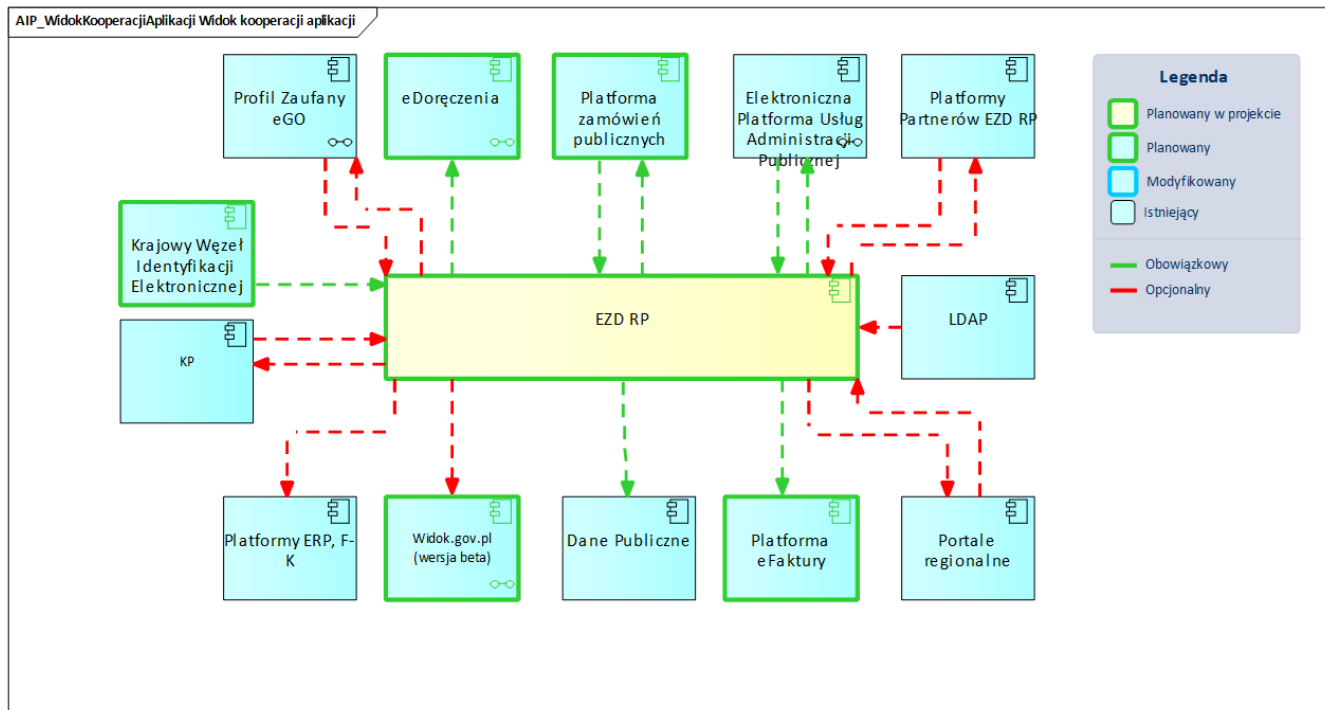 AIP_WidokKooperacjiAplikacji Widok kooperacji aplikacji
Profil Zaufany
eGO
eDoręczenia
Platforma
zamówień
publicznych
Elektroniczna
Platforma Usług
Administracji
Publicznej
Platformy
Partnerów EZD RP
Legenda
Planowany w projekcie
Planowany
Modyfikowany
Istniejący
Obowiązkowy
Opcjonalny
Krajowy Węzeł
Identyfikacji
Elektronicznej
EZD RP
LDAP
KP
Platformy ERP, F-
K
Widok.gov.pl
(wersja beta)
Dane Publiczne
Platforma
eFaktury
Portale
regionalne